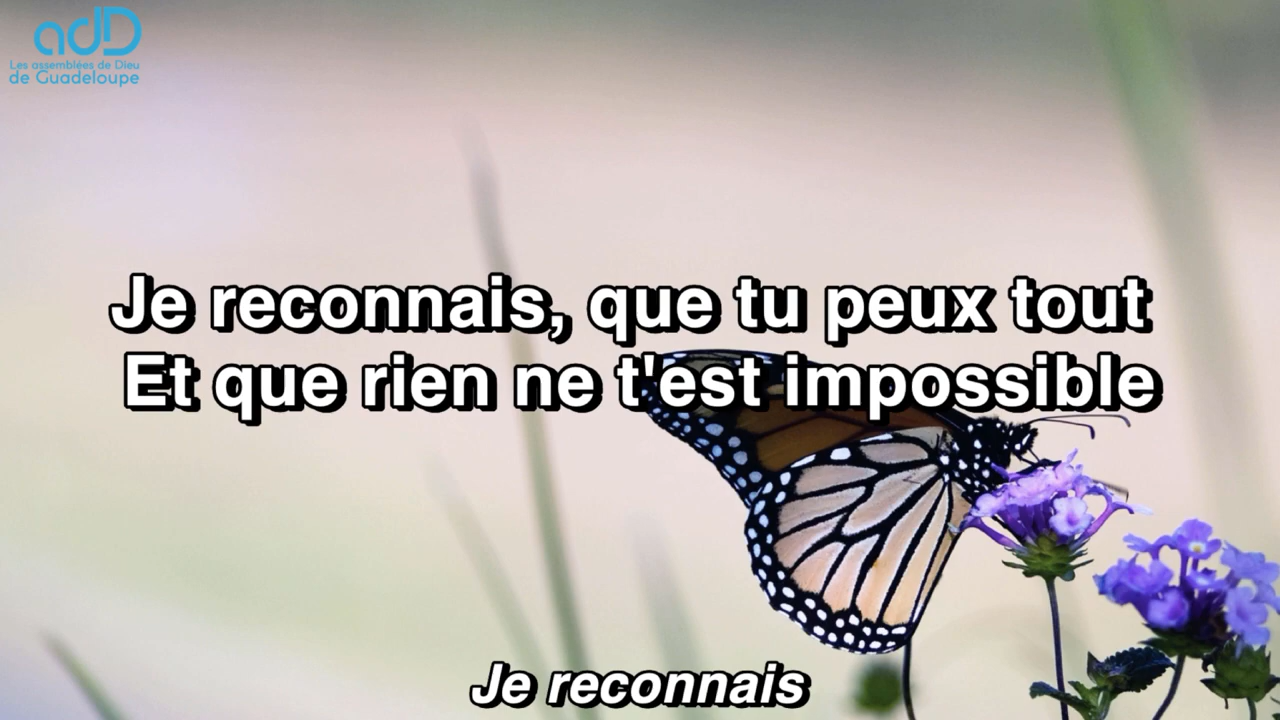 adD
Les assemblées de Dieu
de Guadeloupe
Je reconnais, que tu peux tout
Et que rien ne t'est impossible
Je reconnais